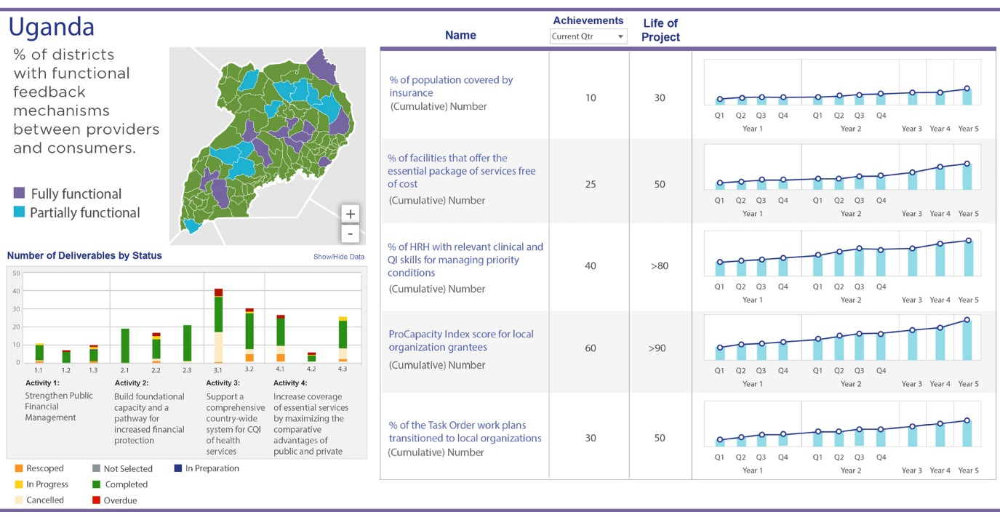 Uganda
% of districts
with functional
feedback
mechanisms
between providers
and consumers.
Fully functional
Partially functional
+
-
Number of Deliverables by Status
Show/Hide Data
50
40
30
20
10
0
1.1 1.2 1.3 2.1 2.2 2.3 3.1 3.2 4.1 4.2 4.3
Activity 1:
Strengthen Public
Financial
Management
Activity 2:
Build foundational
capacity and a
pathway for
increased financial
protection
Activity 3:
Support a
comprehensive
country-wide
system for CQI
of health
services
Activity 4:
Increase coverage
of essential services
by maximizing the
comparative
advantages of
public and private
Rescoped
Not Selected
In Preparation
In Progress
Completed
Cancelled
Overdue
Name
Achievements
Current Qtr
Life of
Project
% of population covered by
insurance
(Cumulative) Number
10
30
Q1 Q2 Q3 Q4 Q1 Q2 Q3 Q4
Year 1 Year 2 Year 3 Year 4 Year 5
% of facilities that offer the
essential package of services free
of cost
(Cumulative) Number
25
50
Q1 Q2 Q3 Q4 Q1 Q2 Q3 Q4
Year 1 Year 2 Year 3 Year 4 Year 5
% of HRH with relevant clinical and
QI skills for managing priority
conditions
(Cumulative) Number
40
>80
Q1 Q2 Q3 Q4 Q1 Q2 Q3 Q4
Year 1 Year 2 Year 3 Year 4 Year 5
ProCapacity Index score for local
organization grantees
(Cumulative) Number
60
>90
Q1 Q2 Q3 Q4 Q1 Q2 Q3 Q4
Year 1 Year 2 Year 3 Year 4 Year 5
% of the Task Order work plans
transitioned to local organizations
(Cumulative) Number
30
50
Q1 Q2 Q3 Q4 Q1 Q2 Q3 Q4
Year 1 Year 2 Year 3 Year 4 Year 5